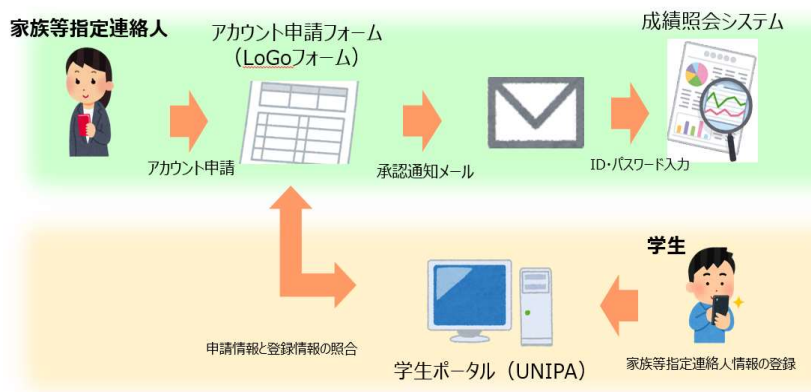 家族等指定連絡人
アカウント申請フォーム
（LoGoフォーム）
成績照会システム
アカウント申請
承認通知メール
ID・パスワード入力
学生
申請情報と登録情報の照合
学生ポータル（UNIPA）
家族等指定連絡人情報の登録